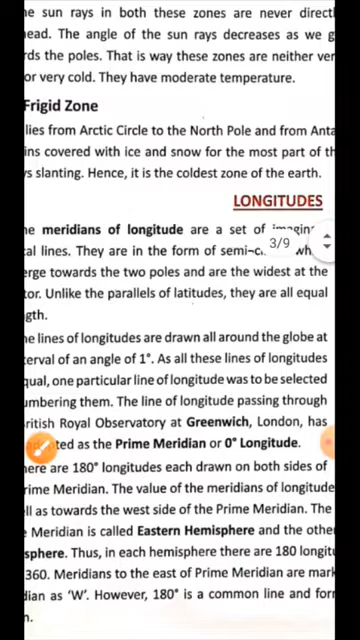 e sun rays in both these zones are never directl
ead. The angle of the sun rays decreases as we g
rds the poles. That is way these zones are neither ver
or very cold. They have moderate temperature.
Frigid Zone
lies from Arctic Circle to the North Pole and from Anta
ins covered with ice and snow for the most part of th
s slanting. Hence, it is the coldest zone of the earth.
LONGITUDES
e meridians of longitude are a set of imagin
al lines. They are in the form of semi-c wh
3/9
erge towards the two poles and are the widest at the
tor. Unlike the parallels of latitudes, they are all equal
gth.
e lines of longitudes are drawn all around the globe at
terval of an angle of 1°. As all these lines of longitudes
qual, one particular line of longitude was to be selected
umbering them. The line of longitude passing through
ritish Royal Observatory at Greenwich, London, has
ted as the Prime Meridian or 0° Longitude.
ere are 180° longitudes each drawn on both sides of
rime Meridian. The value of the meridians of longitude
ll as towards the west side of the Prime Meridian. The
e Meridian is called Eastern Hemisphere and the othe
sphere. Thus, in each hemisphere there are 180 longitu
360. Meridians to the east of Prime Meridian are mark
dian as ‘W’. However, 180° is a common line and for
n.